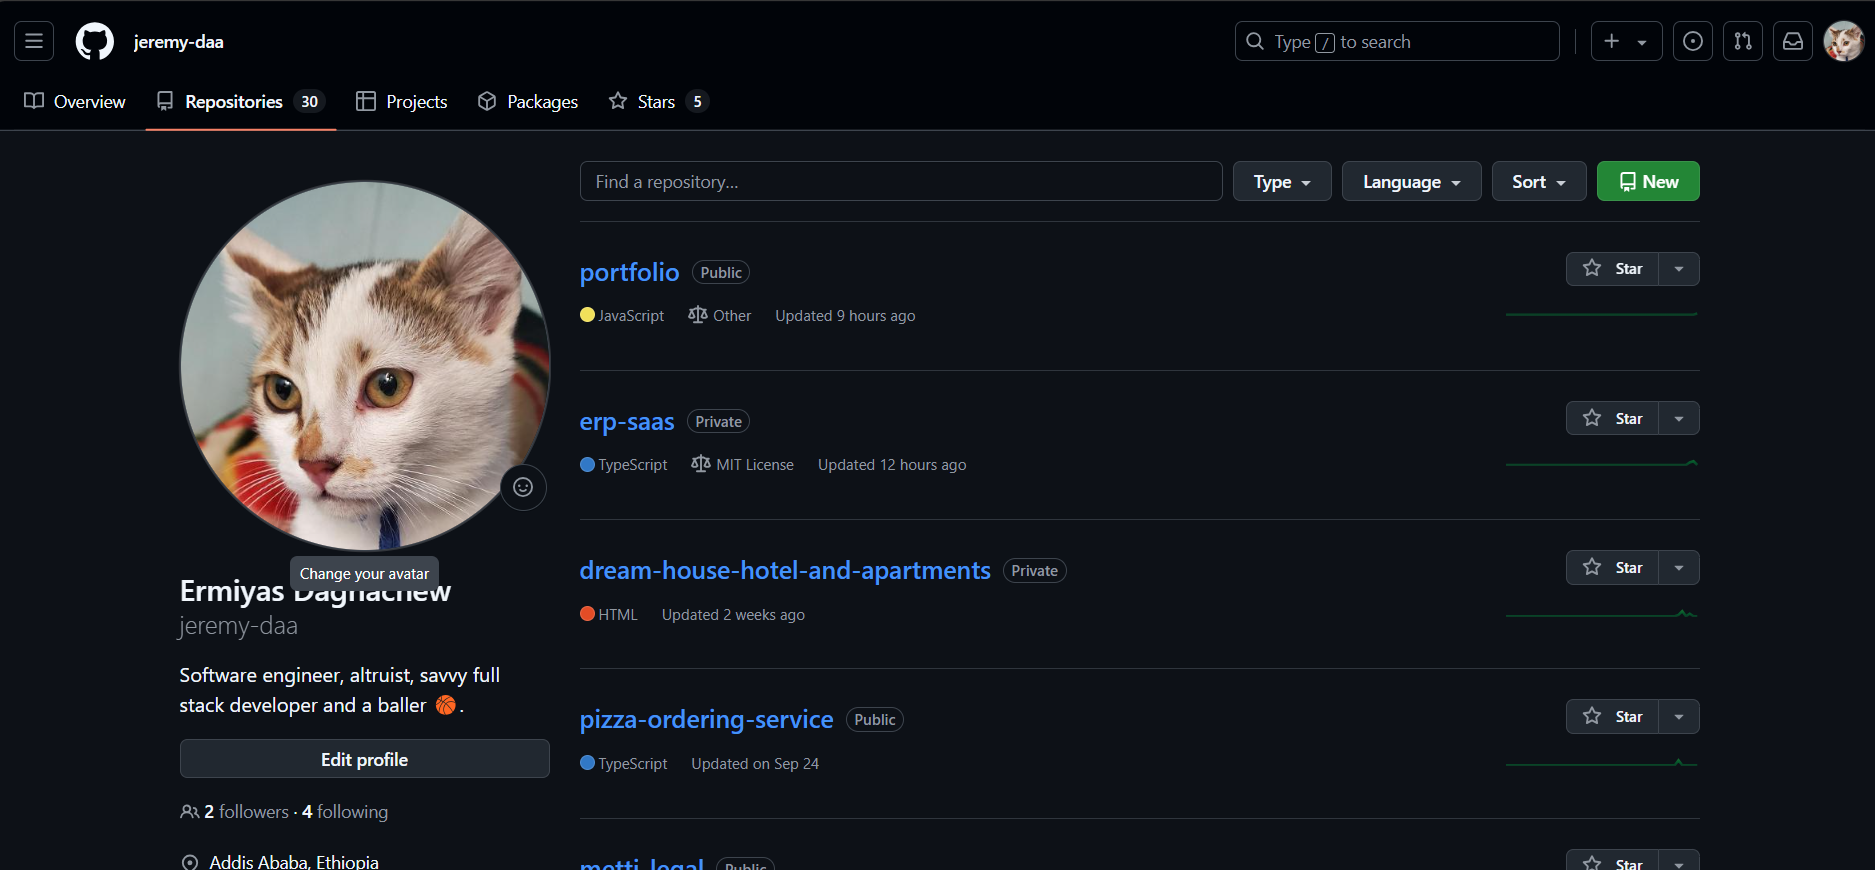 jeremy-daa
Type / to search
Overview
Repositories 30
Projects
Packages
Stars 5
Find a repository...
Type
Language
Sort
New
Change your avatar
Ermiyas Dagnachew
jeremy-daa
Software engineer, altruist, savvy full
stack developer and a baller 🏀.
Edit profile
2 followers · 4 following
Addis Ababa, Ethiopia
portfolio Public
Star
JavaScript Other Updated 9 hours ago
erp-saas Private
Star
TypeScript MIT License Updated 12 hours ago
dream-house-hotel-and-apartments Private
Star
HTML Updated 2 weeks ago
pizza-ordering-service Public
Star
TypeScript Updated on Sep 24
metti-legal Public
Star